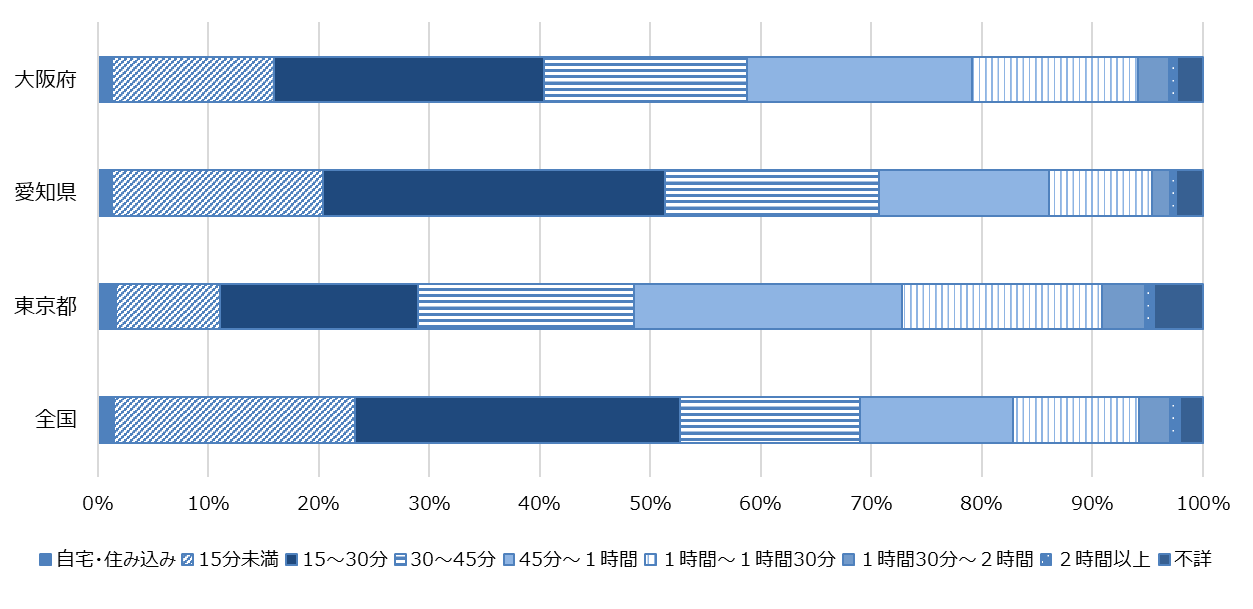 大阪府
愛知県
東京都
全国
0% 10% 20% 30% 40% 50% 60% 70% 80% 90% 100%
自宅・住み込み 15分未満 15～30分 30～45分 45分～１時間 １時間～１時間30分 １時間30分～２時間 ２時間以上 不詳